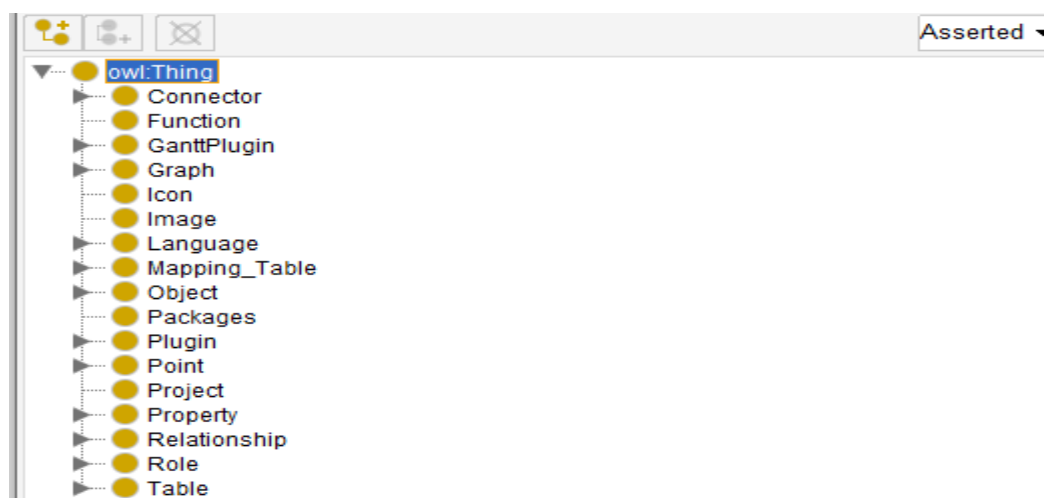 Asserted
owl:Thing
Connector
Function
GanttPlugin
Graph
Icon
Image
Language
Mapping_Table
Object
Packages
Plugin
Point
Project
Property
Relationship
Role
Table